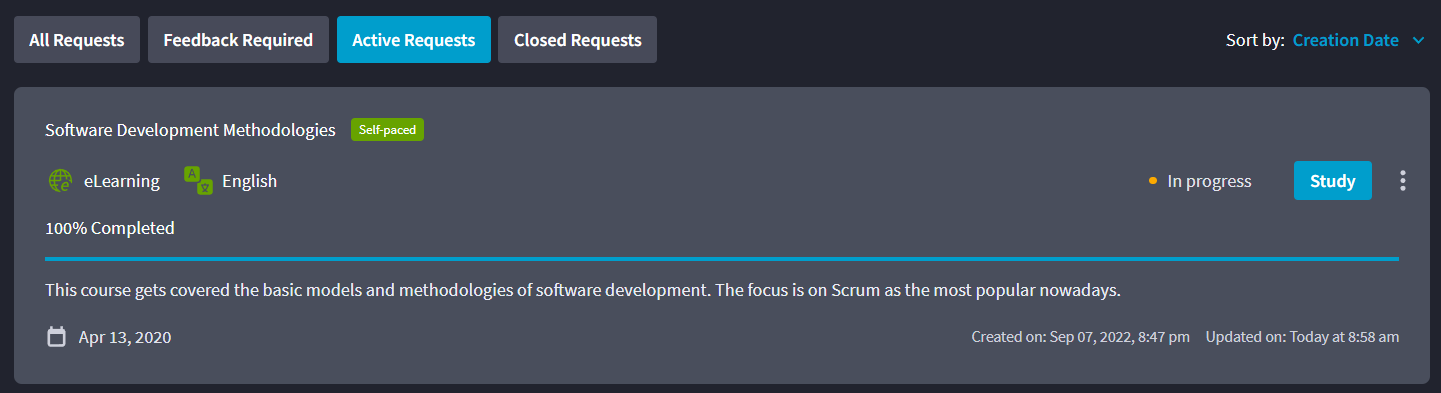 All Requests Feedback Required Active Requests Closed Requests Sort by: Creation Date
Software Development Methodologies Self-paced
eLearning English In progress Study
100% Completed
This course gets covered the basic models and methodologies of software development. The focus is on Scrum as the most popular nowadays.
Apr 13, 2020 Created on: Sep 07, 2022, 8:47 pm Updated on: Today at 8:58 am